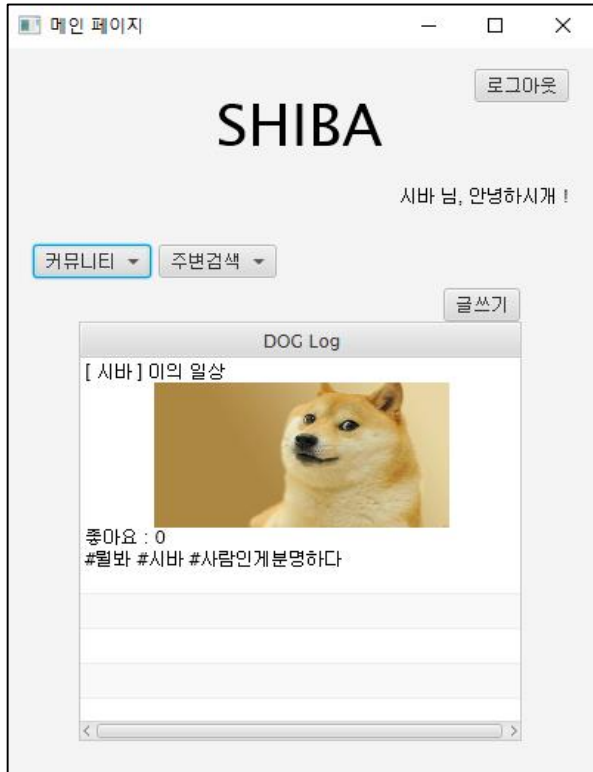 메인 페이지
로그아웃
SHIBA
시바 님, 안녕하시개 !
커뮤니티
주변검색
글쓰기
DOG Log
[ 시바 ] 이의 일상
좋아요 : 0
#뭘봐 #시바 #사람인게분명하다